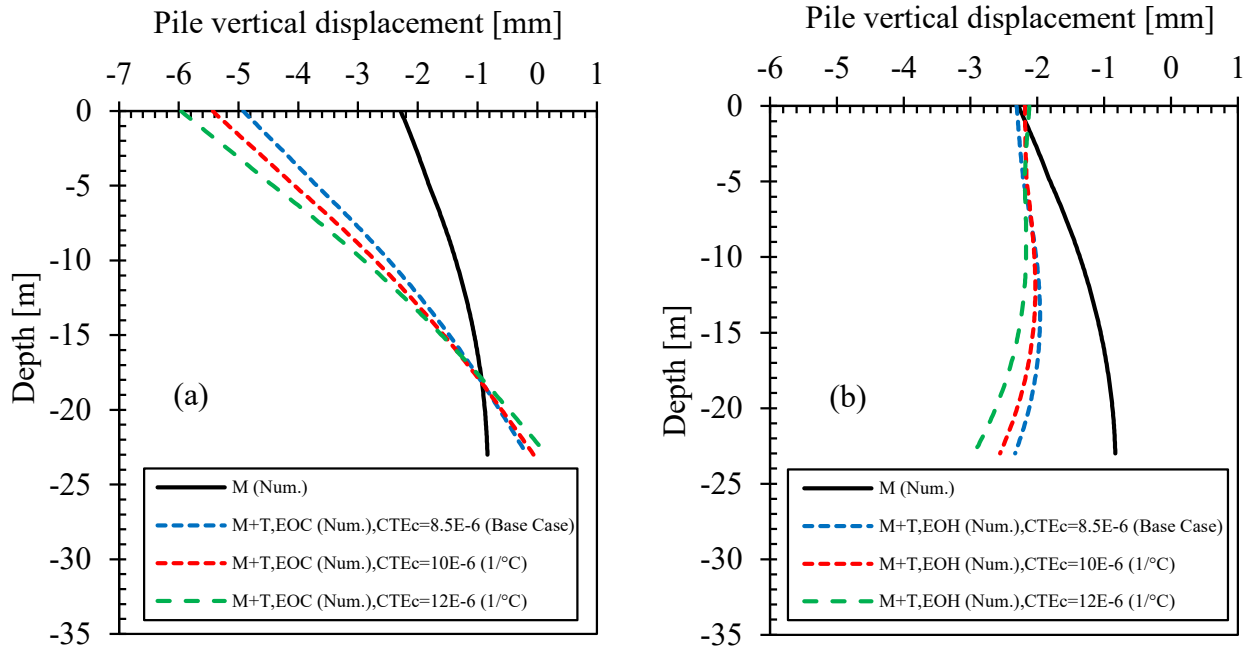 Pile vertical displacement [mm]
-7 -6 -5 -4 -3 -2 -1 0 1
0
-5
-10
-15
-20
-25
-30
-35
Depth [m]
(a)
M (Num.)
M+T,EOC (Num.),CTEc=8.5E-6 (Base Case)
M+T,EOC (Num.),CTEc=10E-6 (1/°C)
M+T,EOC (Num.),CTEc=12E-6 (1/°C)
Pile vertical displacement [mm]
-6 -5 -4 -3 -2 -1 0 1
0
-5
-10
-15
-20
-25
-30
-35
Depth [m]
(b)
M (Num.)
M+T,EOH (Num.),CTEc=8.5E-6 (Base Case)
M+T,EOH (Num.),CTEc=10E-6 (1/°C)
M+T,EOH (Num.),CTEc=12E-6 (1/°C)